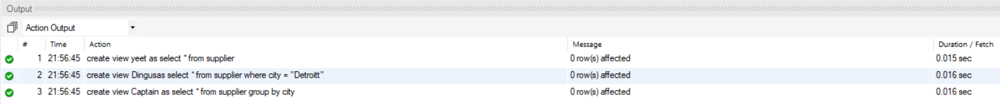 Output
Action Output
# Time Action Message Duration / Fetch
1 21:56:45 create view yeet as select * from supplier 0 row(s) affected 0.015 sec
2 21:56:45 create view Dingusas select * from supplier where city = "Detroitt" 0 row(s) affected 0.016 sec
3 21:56:45 create view Captain as select * from supplier group by city 0 row(s) affected 0.016 sec